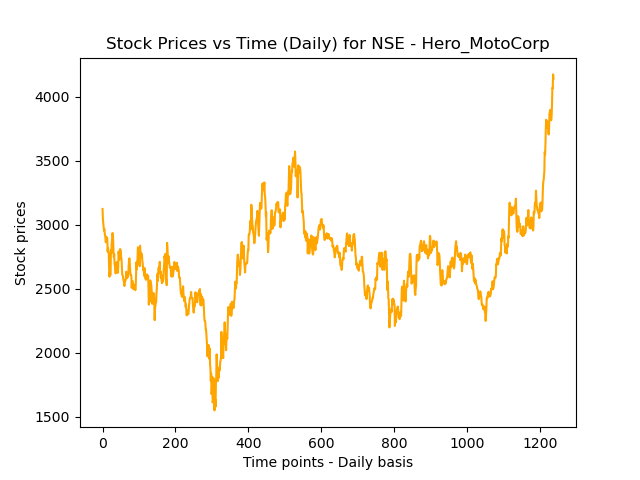 Stock Prices vs Time (Daily) for NSE - Hero_MotoCorp
4000
3500
3000
2500
2000
1500
Stock prices
0 200 400 600 800 1000 1200
Time points - Daily basis